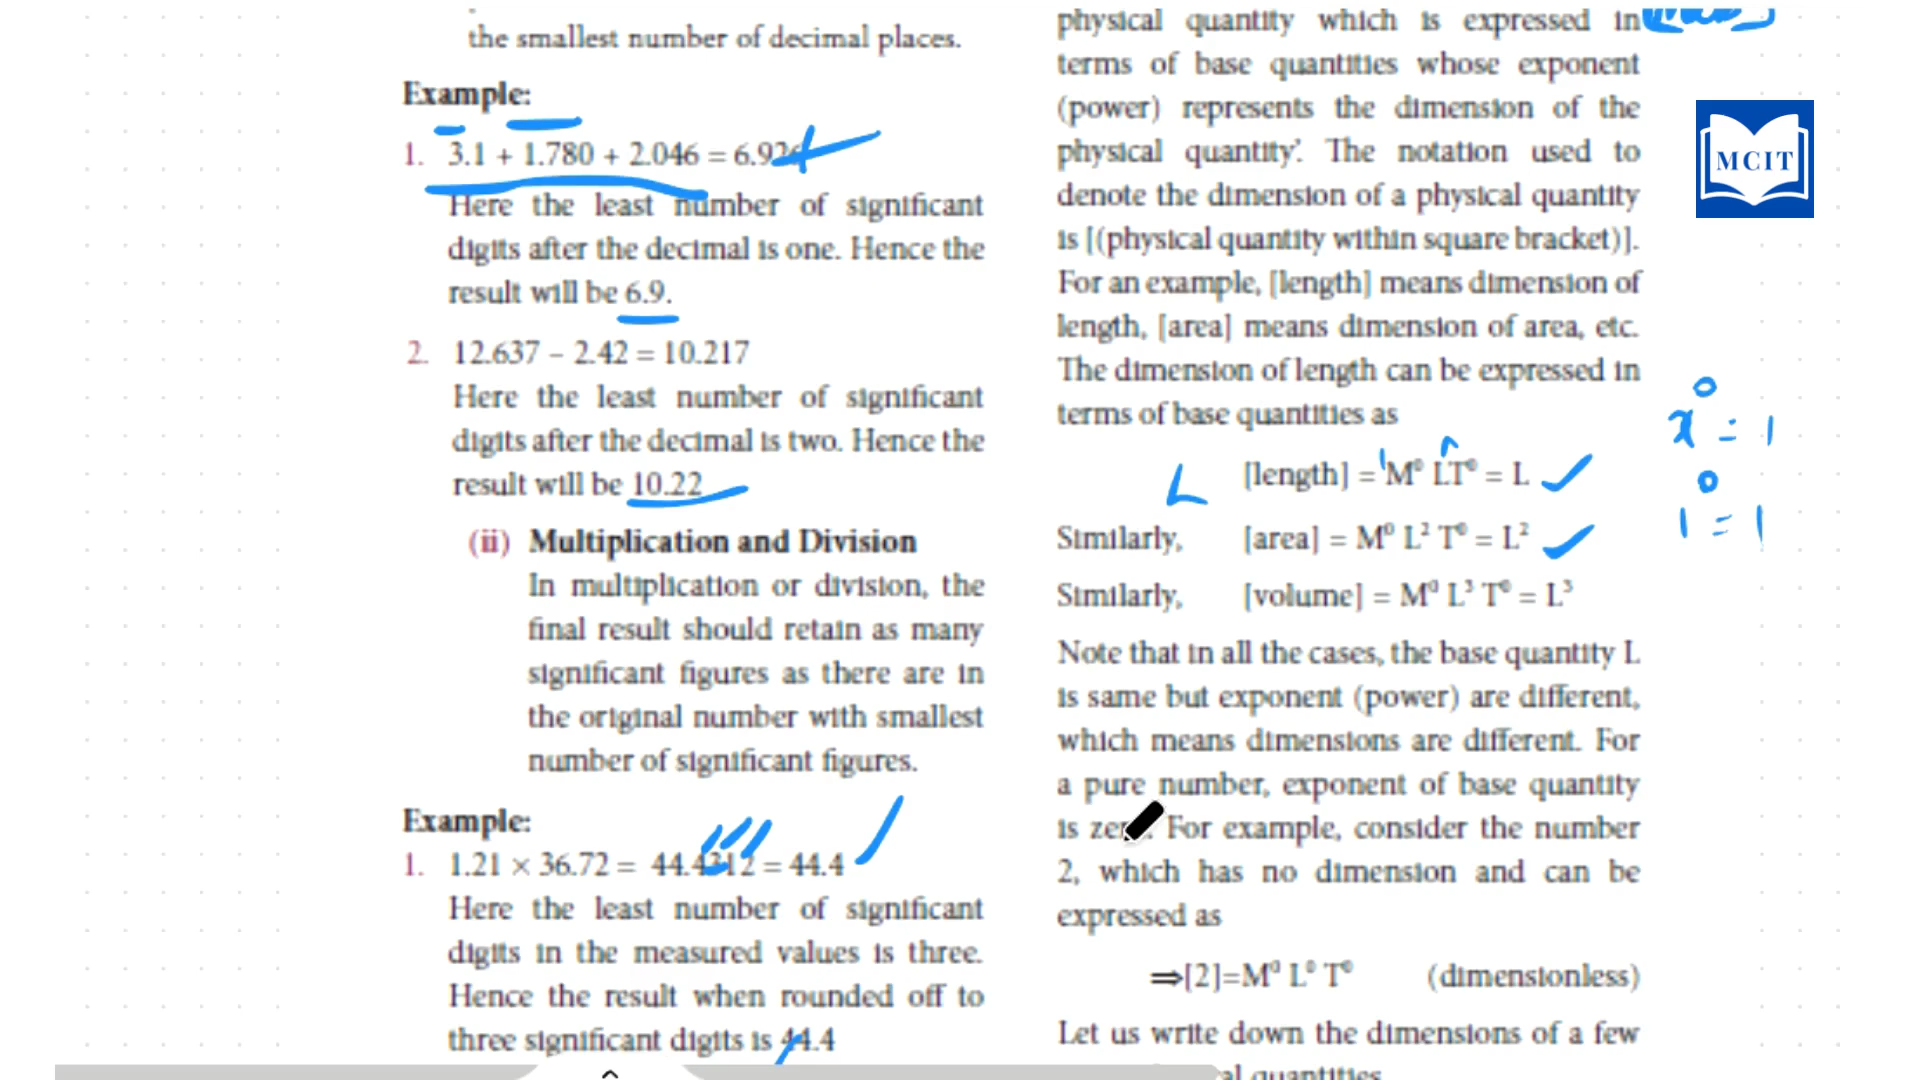 the smallest number of decimal places.
Example:
1. 3.1 + 1.780 + 2.046 = 6.926
Here the least number of significant
digits after the decimal is one. Hence the
result will be 6.9.
2. 12.637 – 2.42 = 10.217
Here the least number of significant
digits after the decimal is two. Hence the
result will be 10.22
(ii) Multiplication and Division
In multiplication or division, the
final result should retain as many
significant figures as there are in
the original number with smallest
number of significant figures.
Example:
1. 1.21 × 36.72 = 44.4312 = 44.4
Here the least number of significant
digits in the measured values is three.
Hence the result when rounded off to
three significant digits is 44.4
physical quantity which is expressed in
terms of base quantities whose exponent
(power) represents the dimension of the
physical quantity’. The notation used to
denote the dimension of a physical quantity
is [(physical quantity within square bracket)].
For an example, [length] means dimension of
length, [area] means dimension of area, etc.
The dimension of length can be expressed in
terms of base quantities as
L [length] = M⁰ LT⁰ = L
Similarly, [area] = M⁰ L² T⁰ = L²
Similarly, [volume] = M⁰ L³ T⁰ = L³
Note that in all the cases, the base quantity L
is same but exponent (power) are different,
which means dimensions are different. For
a pure number, exponent of base quantity
is zero. For example, consider the number
2, which has no dimension and can be
expressed as
⇒[2]=M⁰ L⁰ T⁰ (dimensionless)
Let us write down the dimensions of a few
quantities.
MCIT
x⁰ = 1
1⁰ = 1